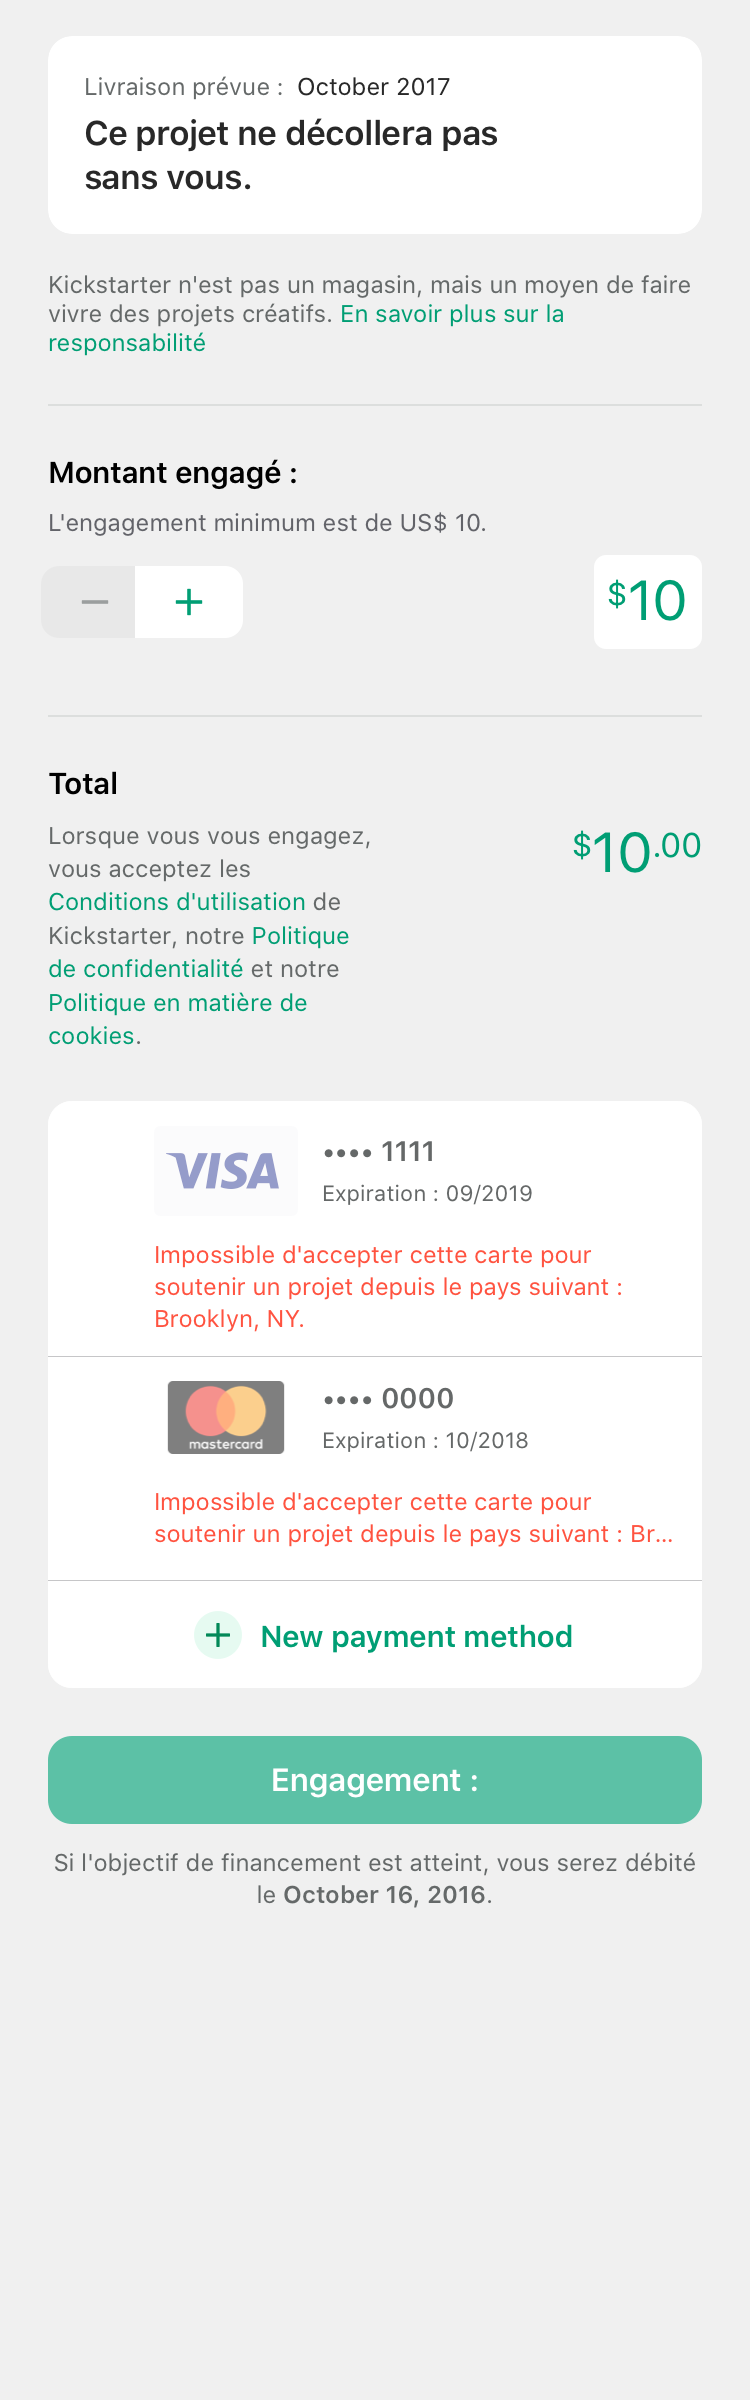 Livraison prévue : October 2017
Ce projet ne décollera pas
sans vous.
Kickstarter n'est pas un magasin, mais un moyen de faire
vivre des projets créatifs. En savoir plus sur la
responsabilité
Montant engagé :
L'engagement minimum est de US$ 10.
$10
Total
Lorsque vous vous engagez,
vous acceptez les
Conditions d'utilisation de
Kickstarter, notre Politique
de confidentialité et notre
Politique en matière de
cookies.
$10.00
VISA
•••• 1111
Expiration : 09/2019
Impossible d'accepter cette carte pour
soutenir un projet depuis le pays suivant :
Brooklyn, NY.
mastercard
•••• 0000
Expiration : 10/2018
Impossible d'accepter cette carte pour
soutenir un projet depuis le pays suivant : Br...
New payment method
Engagement :
Si l'objectif de financement est atteint, vous serez débité
le October 16, 2016.